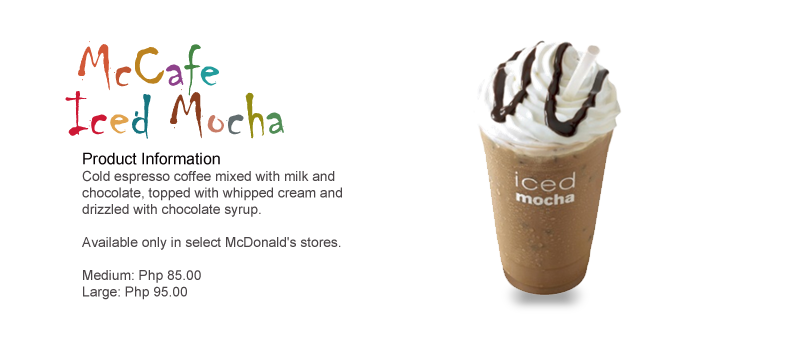 McCafe
Iced Mocha
Product Information
Cold espresso coffee mixed with milk and
chocolate, topped with whipped cream and
drizzled with chocolate syrup.
Available only in select McDonald's stores.
Medium: Php 85.00
Large: Php 95.00
iced
mocha